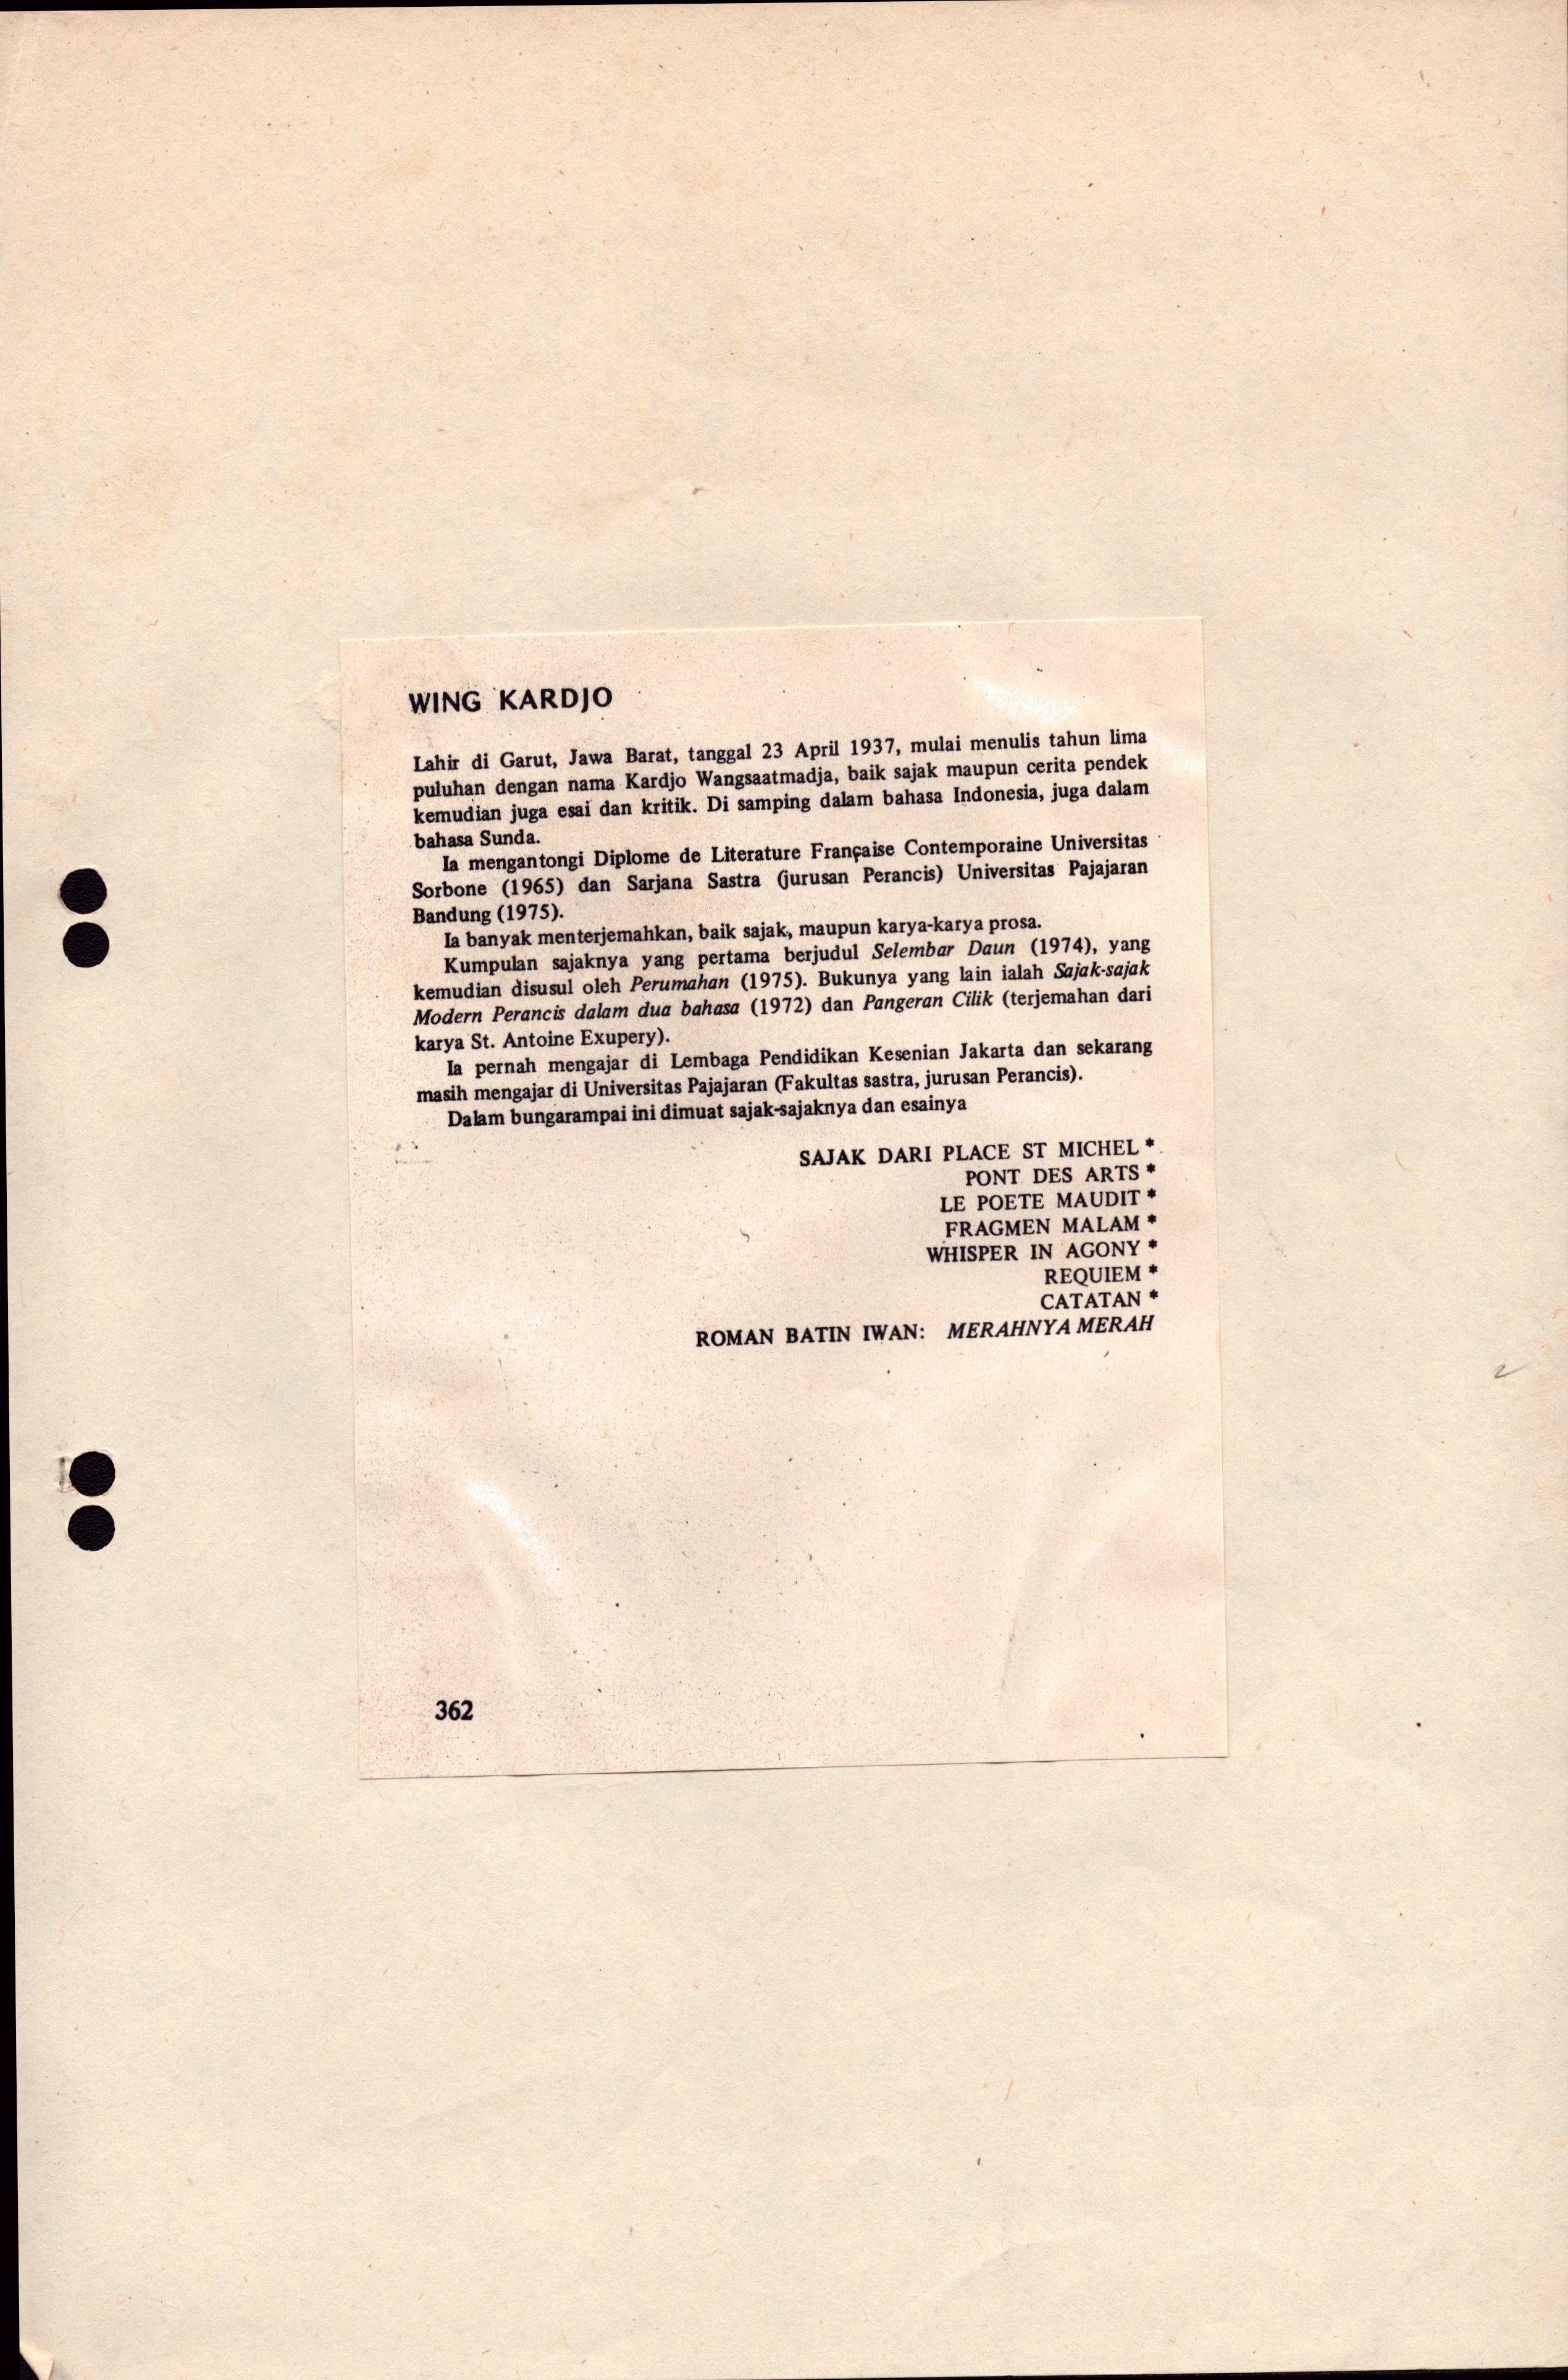 WING KARDJO
Lahir di Garut, Jawa Barat, tanggal 23 April 1937, mulai menulis tahun lima
puluhan dengan nama Kardjo Wangsaatmadja, baik sajak maupun cerita pendek
kemudian juga esai dan kritik. Di samping dalam bahasa Indonesia, juga dalam
bahasa Sunda.
Ia mengantongi Diplome de Literature Française Contemporaine Universitas
Sorbone (1965) dan Sarjana Sastra (jurusan Perancis) Universitas Pajajaran
Bandung (1975).
Ia banyak menterjemahkan, baik sajak, maupun karya-karya prosa.
Kumpulan sajaknya yang pertama berjudul Selembar Daun (1974), yang
kemudian disusul oleh Perumahan (1975). Bukunya yang lain ialah Sajak-sajak
Modern Perancis dalam dua bahasa (1972) dan Pangeran Cilik (terjemahan dari
karya St. Antoine Exupery).
Ia pernah mengajar di Lembaga Pendidikan Kesenian Jakarta dan sekarang
masih mengajar di Universitas Pajajaran (Fakultas sastra, jurusan Perancis).
Dalam bungarampai ini dimuat sajak-sajaknya dan esainya
SAJAK DARI PLACE ST MICHEL *
PONT DES ARTS *
LE POETE MAUDIT *
FRAGMEN MALAM *
WHISPER IN AGONY *
REQUIEM *
CATATAN *
ROMAN BATIN IWAN: MERAHNYA MERAH
362